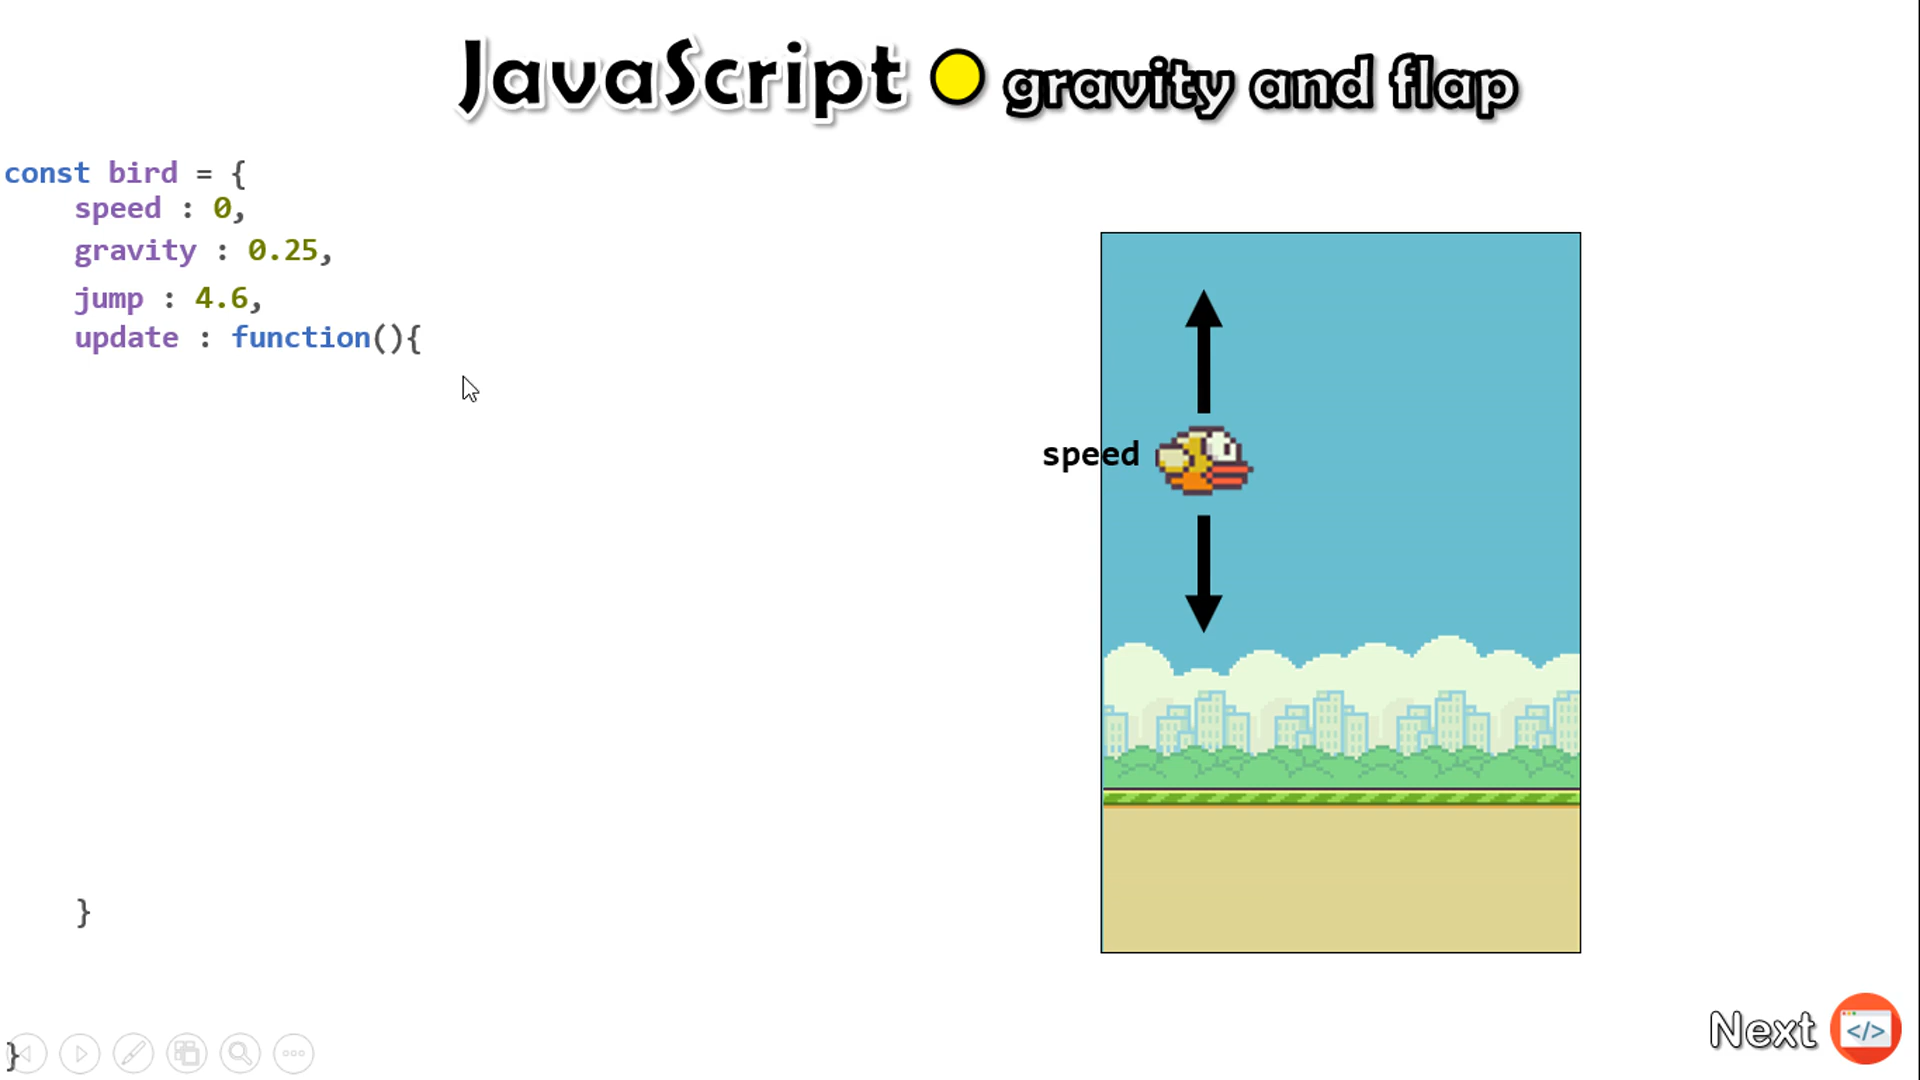 JavaScript gravity and flap
const bird = {
speed : 0,
gravity : 0.25,
jump : 4.6,
update : function(){
speed
}
Next </>
}